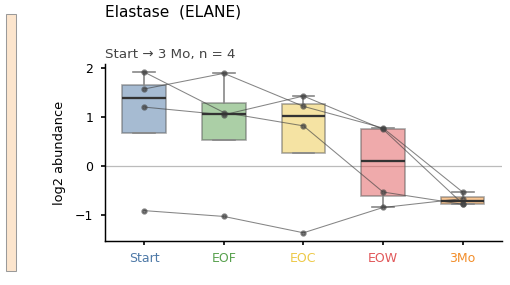 Elastase (ELANE)
Start → 3 Mo, n = 4
2
1
0
−1
log2 abundance
Start EOF EOC EOW 3Mo